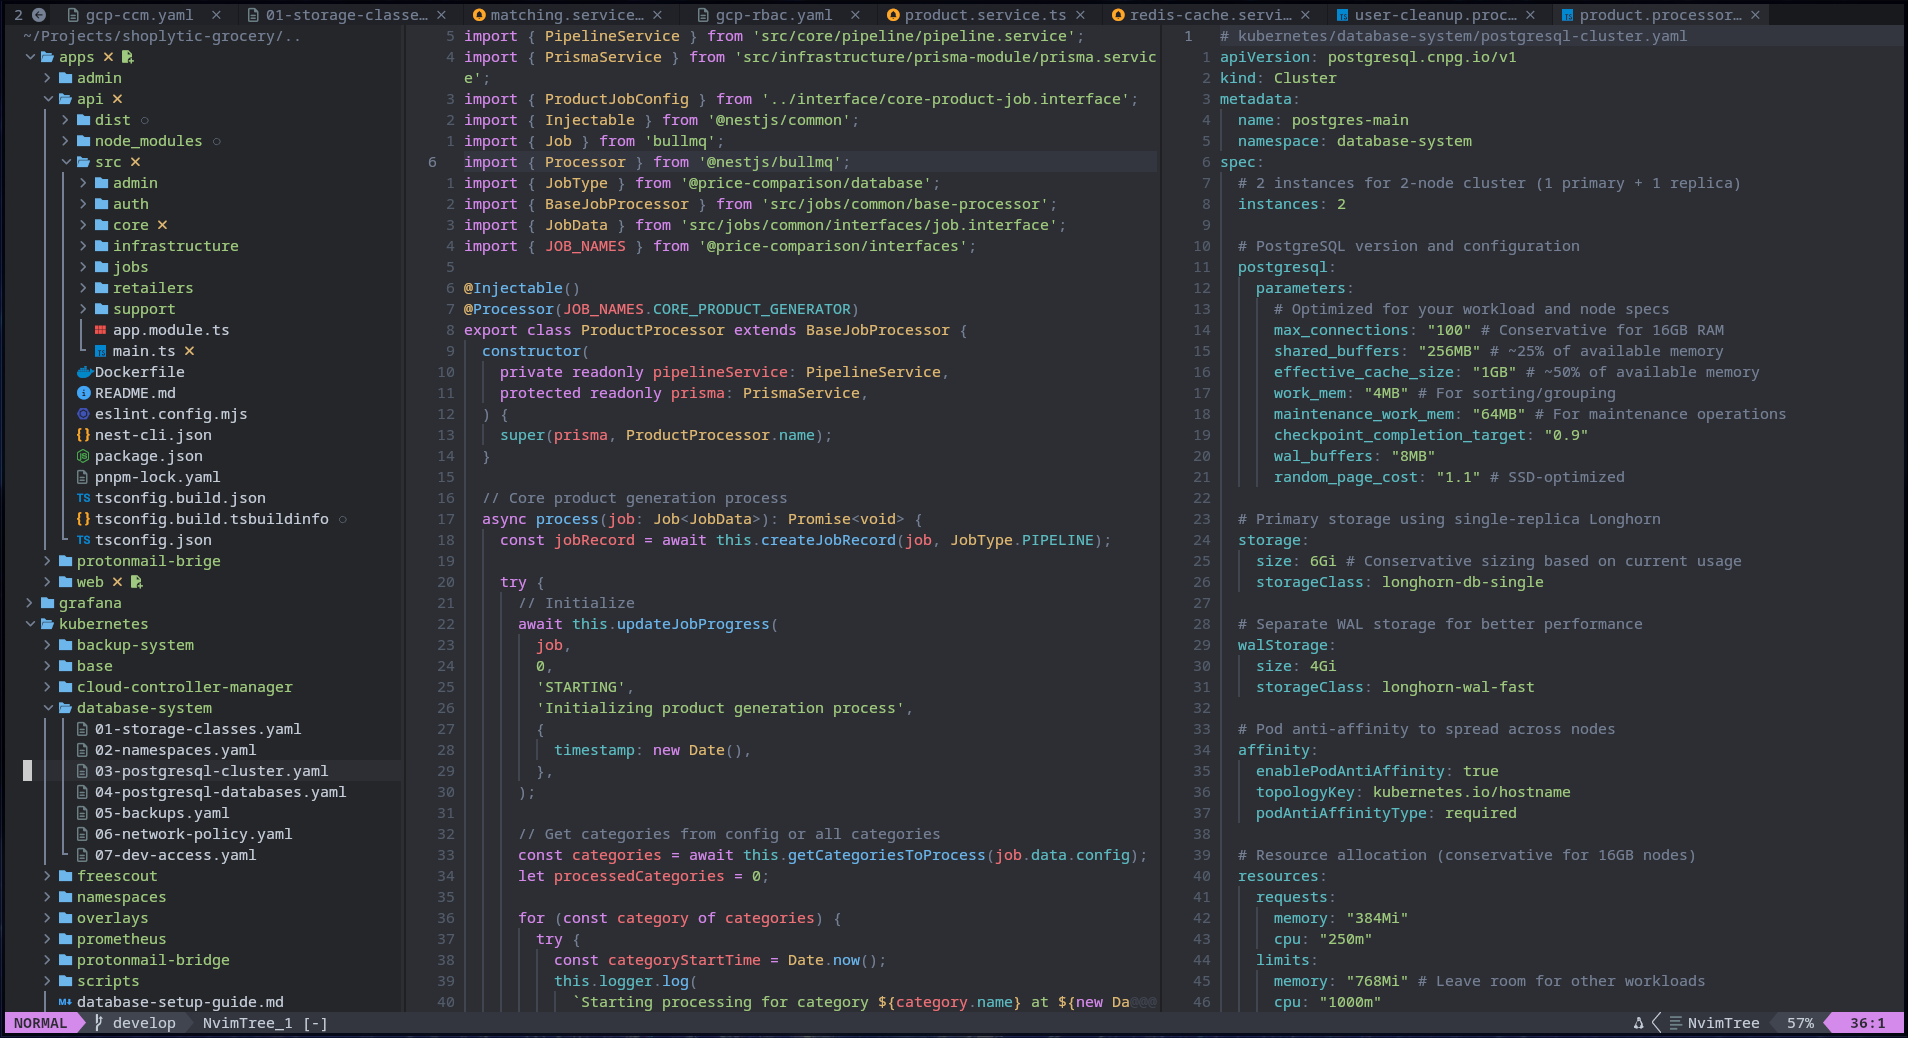 2 gcp-ccm.yaml × 01-storage-classe… × matching.service… × gcp-rbac.yaml × product.service.ts × redis-cache.servi… × user-cleanup.proc… × product.processor… ×
~/Projects/shoplytic-grocery/..
apps
admin
api
dist
node_modules
src
admin
auth
core
infrastructure
jobs
retailers
support
app.module.ts
main.ts
Dockerfile
README.md
eslint.config.mjs
nest-cli.json
package.json
pnpm-lock.yaml
TS tsconfig.build.json
tsconfig.build.tsbuildinfo
TS tsconfig.json
protonmail-brige
web
grafana
kubernetes
backup-system
base
cloud-controller-manager
database-system
01-storage-classes.yaml
02-namespaces.yaml
03-postgresql-cluster.yaml
04-postgresql-databases.yaml
05-backups.yaml
06-network-policy.yaml
07-dev-access.yaml
freescout
namespaces
overlays
prometheus
protonmail-bridge
scripts
database-setup-guide.md
5 import { PipelineService } from 'src/core/pipeline/pipeline.service';
4 import { PrismaService } from 'src/infrastructure/prisma-module/prisma.servic
e';
3 import { ProductJobConfig } from '../interface/core-product-job.interface';
2 import { Injectable } from '@nestjs/common';
1 import { Job } from 'bullmq';
6 import { Processor } from '@nestjs/bullmq';
1 import { JobType } from '@price-comparison/database';
2 import { BaseJobProcessor } from 'src/jobs/common/base-processor';
3 import { JobData } from 'src/jobs/common/interfaces/job.interface';
4 import { JOB_NAMES } from '@price-comparison/interfaces';
5
6 @Injectable()
7 @Processor(JOB_NAMES.CORE_PRODUCT_GENERATOR)
8 export class ProductProcessor extends BaseJobProcessor {
9 constructor(
10 private readonly pipelineService: PipelineService,
11 protected readonly prisma: PrismaService,
12 ) {
13 super(prisma, ProductProcessor.name);
14 }
15
16 // Core product generation process
17 async process(job: Job<JobData>): Promise<void> {
18 const jobRecord = await this.createJobRecord(job, JobType.PIPELINE);
19
20 try {
21 // Initialize
22 await this.updateJobProgress(
23 job,
24 0,
25 'STARTING',
26 'Initializing product generation process',
27 {
28 timestamp: new Date(),
29 },
30 );
31
32 // Get categories from config or all categories
33 const categories = await this.getCategoriesToProcess(job.data.config);
34 let processedCategories = 0;
35
36 for (const category of categories) {
37 try {
38 const categoryStartTime = Date.now();
39 this.logger.log(
40 `Starting processing for category ${category.name} at ${new Da@@@
1 # kubernetes/database-system/postgresql-cluster.yaml
1 apiVersion: postgresql.cnpg.io/v1
2 kind: Cluster
3 metadata:
4 name: postgres-main
5 namespace: database-system
6 spec:
7 # 2 instances for 2-node cluster (1 primary + 1 replica)
8 instances: 2
9
10 # PostgreSQL version and configuration
11 postgresql:
12 parameters:
13 # Optimized for your workload and node specs
14 max_connections: "100" # Conservative for 16GB RAM
15 shared_buffers: "256MB" # ~25% of available memory
16 effective_cache_size: "1GB" # ~50% of available memory
17 work_mem: "4MB" # For sorting/grouping
18 maintenance_work_mem: "64MB" # For maintenance operations
19 checkpoint_completion_target: "0.9"
20 wal_buffers: "8MB"
21 random_page_cost: "1.1" # SSD-optimized
22
23 # Primary storage using single-replica Longhorn
24 storage:
25 size: 6Gi # Conservative sizing based on current usage
26 storageClass: longhorn-db-single
27
28 # Separate WAL storage for better performance
29 walStorage:
30 size: 4Gi
31 storageClass: longhorn-wal-fast
32
33 # Pod anti-affinity to spread across nodes
34 affinity:
35 enablePodAntiAffinity: true
36 topologyKey: kubernetes.io/hostname
37 podAntiAffinityType: required
38
39 # Resource allocation (conservative for 16GB nodes)
40 resources:
41 requests:
42 memory: "384Mi"
43 cpu: "250m"
44 limits:
45 memory: "768Mi" # Leave room for other workloads
46 cpu: "1000m"
NORMAL develop NvimTree_1 [-] NvimTree 57% 36:1